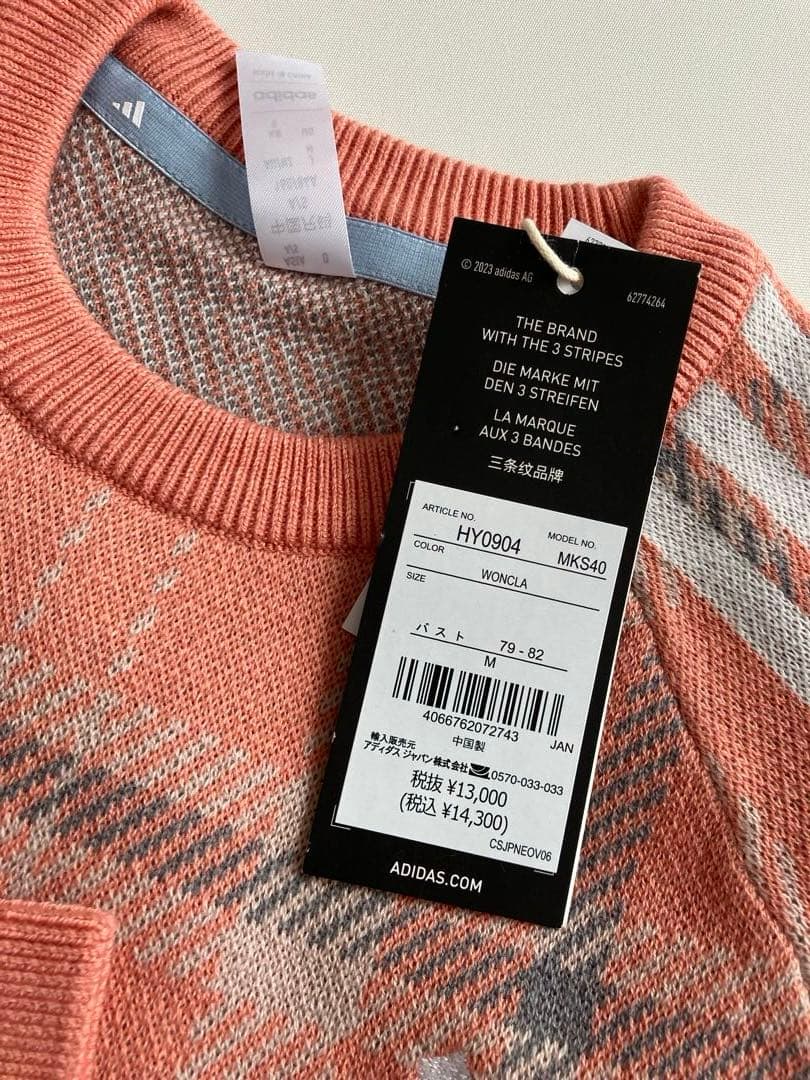 adidas
© 2023 adidas AG
62774264
THE BRAND
WITH THE 3 STRIPES
DIE MARKE MIT
DEN 3 STREIFEN
LA MARQUE
AUX 3 BANDES
三条纹品牌
ARTICLE NO.
HY0904
MODEL NO.
MKS40
COLOR
WONCLA
SIZE
バスト 79 - 82
M
4066762072743
JAN
中国製
輸入販売元
アディダス ジャパン株式会社
0570-033-033
税抜 ¥13,000
(税込 ¥14,300)
CSJPNEOV06
ADIDAS.COM